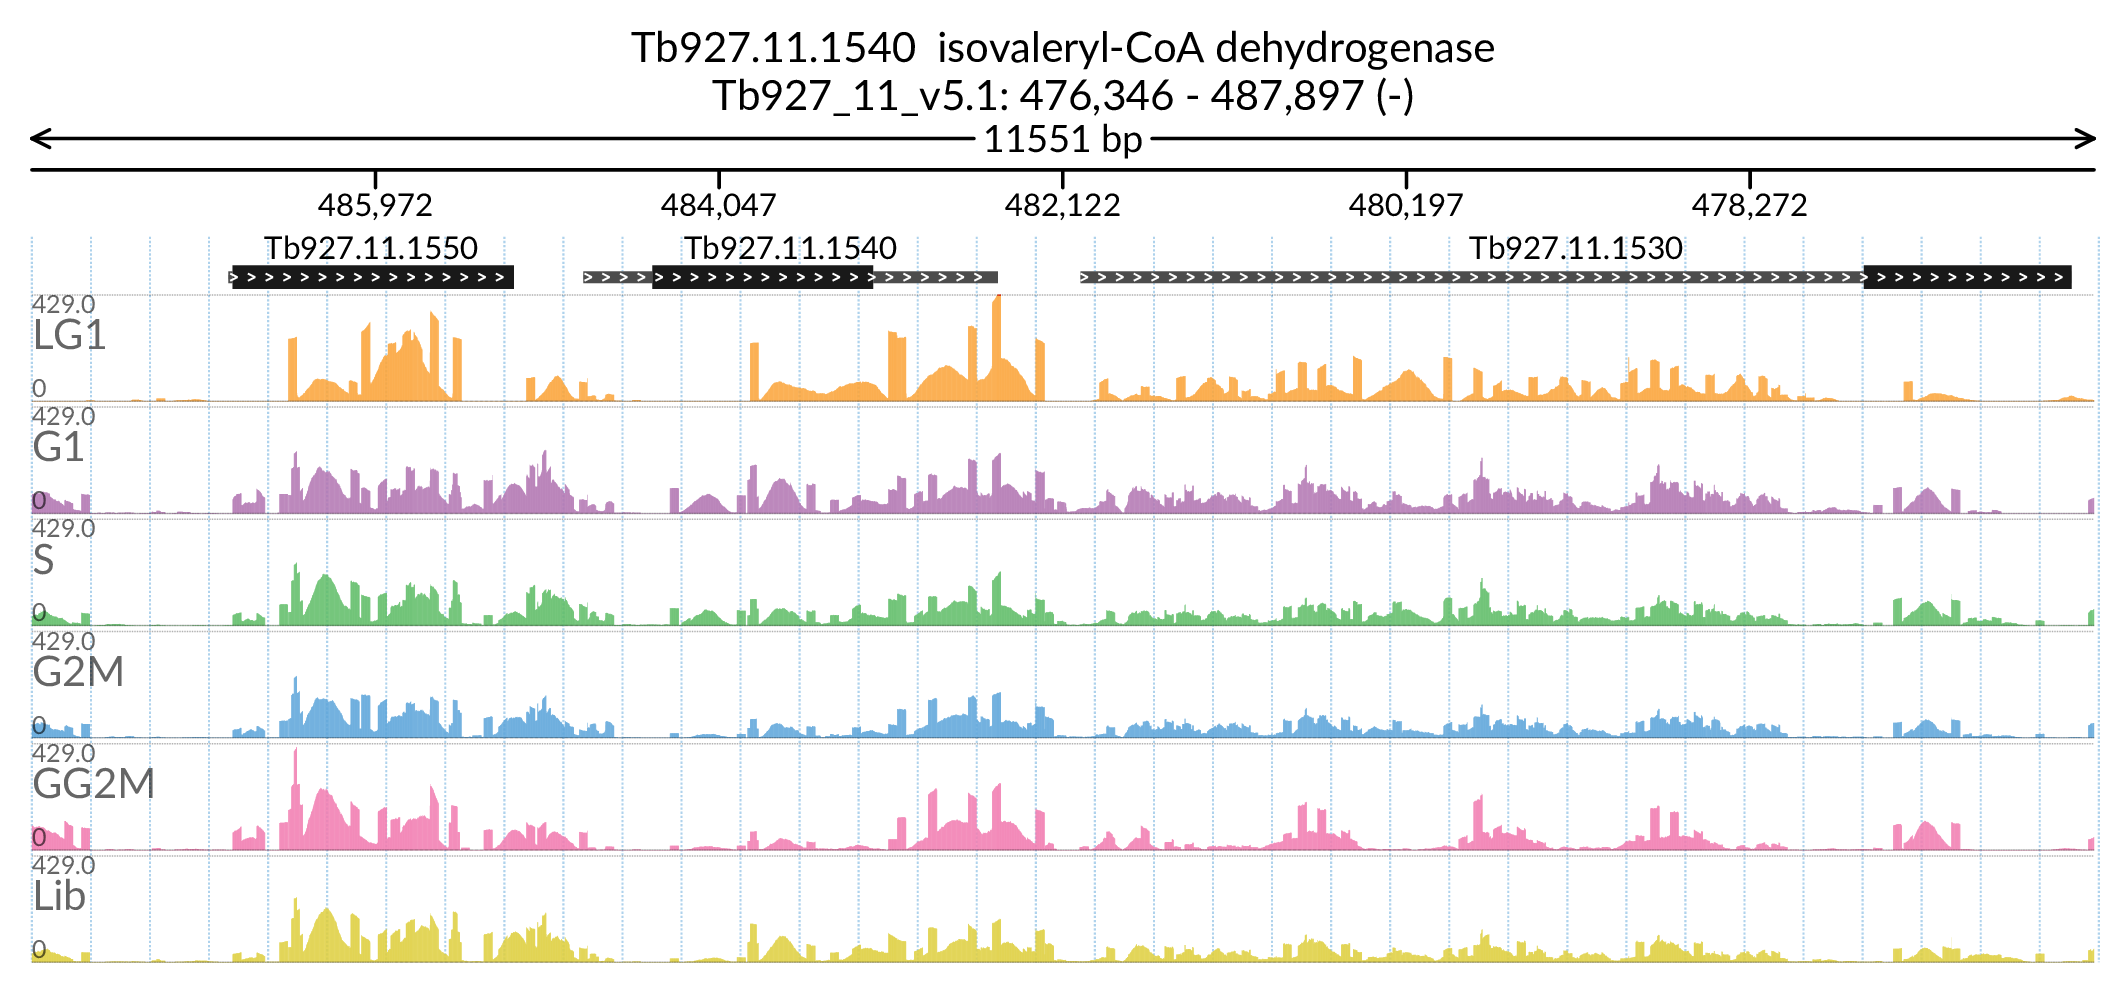 Tb927.11.1540  isovaleryl-CoA dehydrogenase
Tb927_11_v5.1: 476,346 - 487,897 (-)
11551 bp
485,972 484,047 482,122 480,197 478,272
Tb927.11.1550 Tb927.11.1540 Tb927.11.1530
429.0
LG1
0
429.0
G1
0
429.0
S
0
429.0
G2M
0
429.0
GG2M
0
429.0
Lib
0